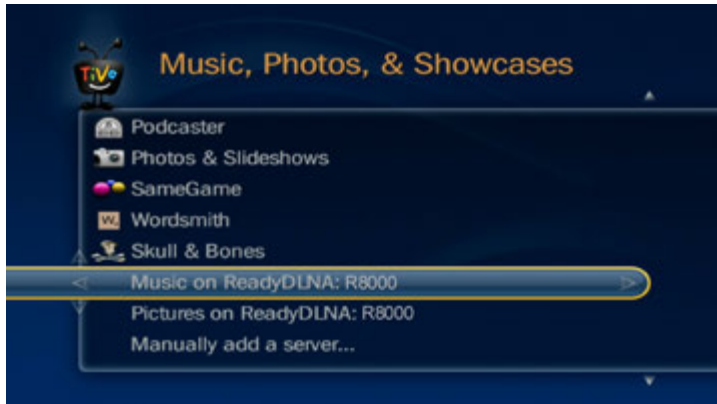 TiVo
Music, Photos, & Showcases
Podcaster
Photos & Slideshows
SameGame
W
Wordsmith
Skull & Bones
Music on ReadyDLNA: R8000
Pictures on ReadyDLNA: R8000
Manually add a server...